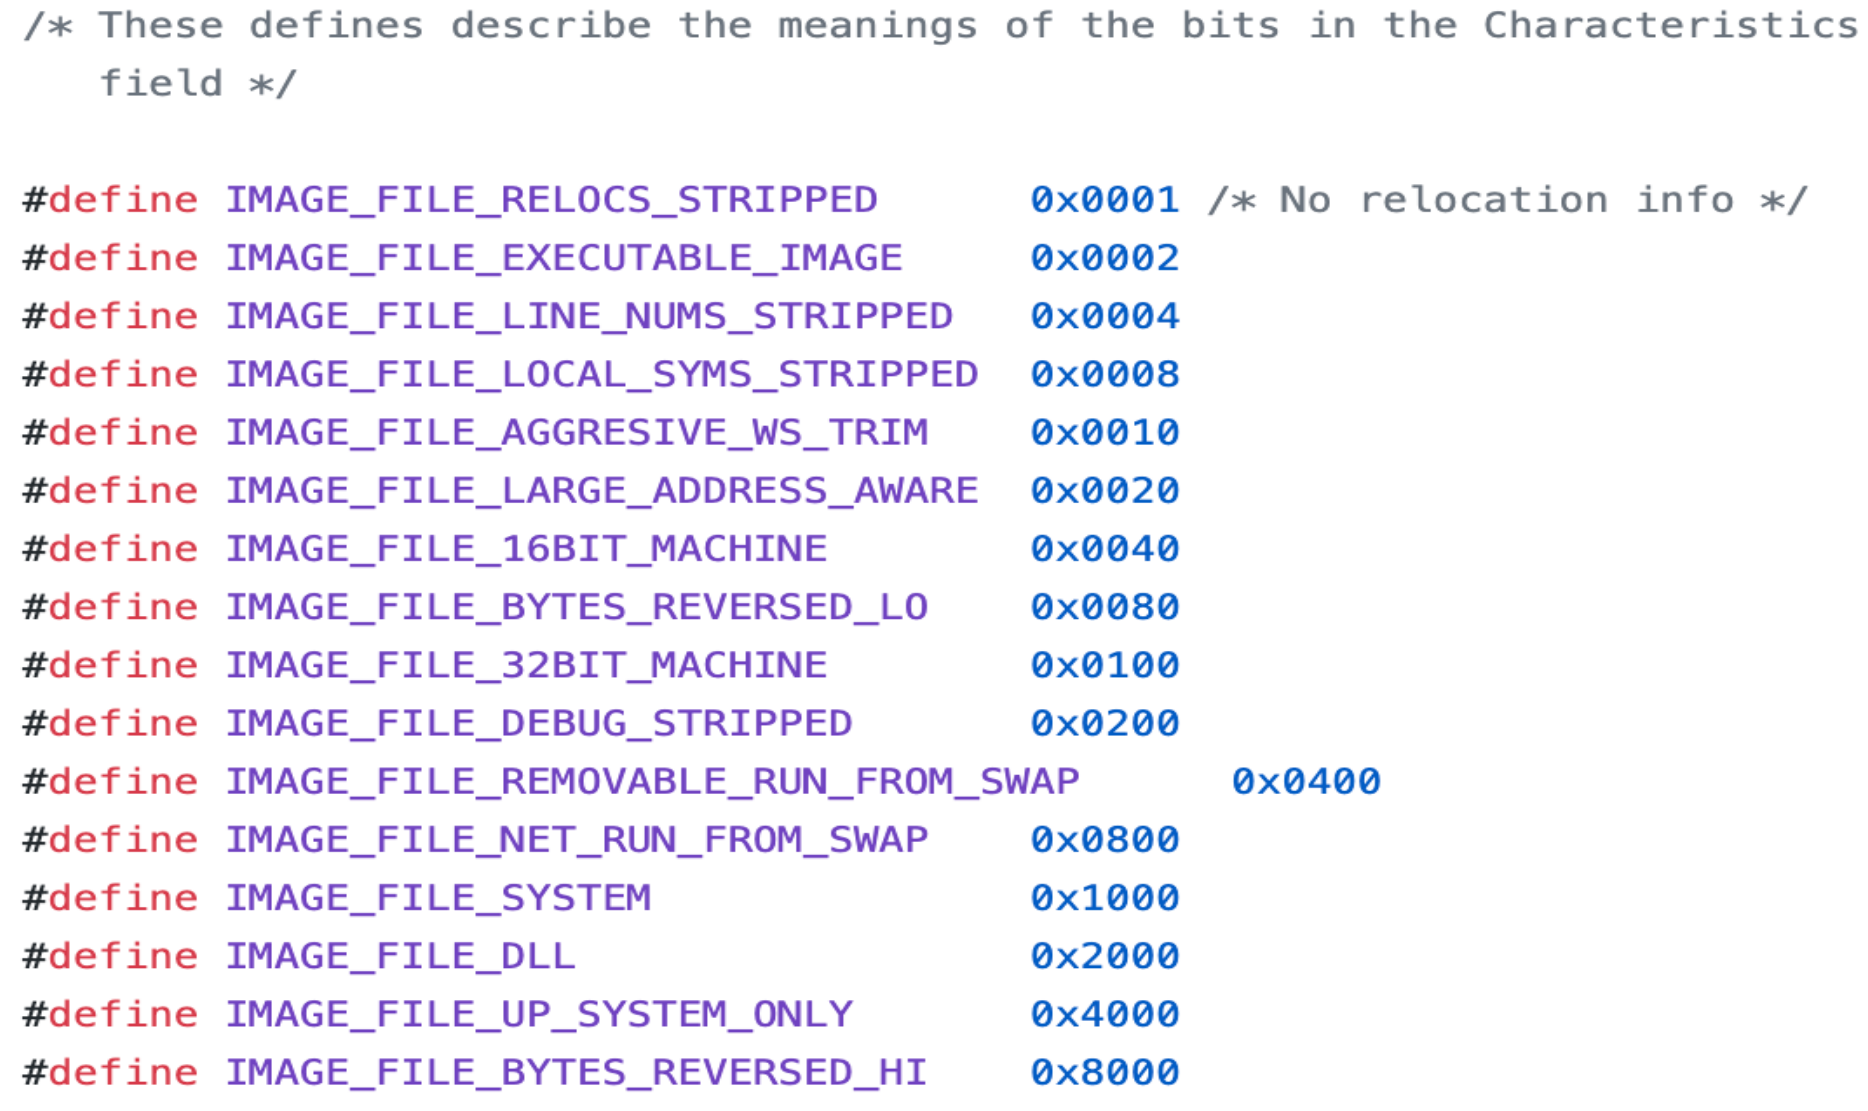 /* These defines describe the meanings of the bits in the Characteristics
   field */

#define IMAGE_FILE_RELOCS_STRIPPED      0x0001 /* No relocation info */
#define IMAGE_FILE_EXECUTABLE_IMAGE     0x0002
#define IMAGE_FILE_LINE_NUMS_STRIPPED   0x0004
#define IMAGE_FILE_LOCAL_SYMS_STRIPPED  0x0008
#define IMAGE_FILE_AGGRESIVE_WS_TRIM    0x0010
#define IMAGE_FILE_LARGE_ADDRESS_AWARE  0x0020
#define IMAGE_FILE_16BIT_MACHINE        0x0040
#define IMAGE_FILE_BYTES_REVERSED_LO    0x0080
#define IMAGE_FILE_32BIT_MACHINE        0x0100
#define IMAGE_FILE_DEBUG_STRIPPED       0x0200
#define IMAGE_FILE_REMOVABLE_RUN_FROM_SWAP      0x0400
#define IMAGE_FILE_NET_RUN_FROM_SWAP    0x0800
#define IMAGE_FILE_SYSTEM               0x1000
#define IMAGE_FILE_DLL                  0x2000
#define IMAGE_FILE_UP_SYSTEM_ONLY       0x4000
#define IMAGE_FILE_BYTES_REVERSED_HI    0x8000